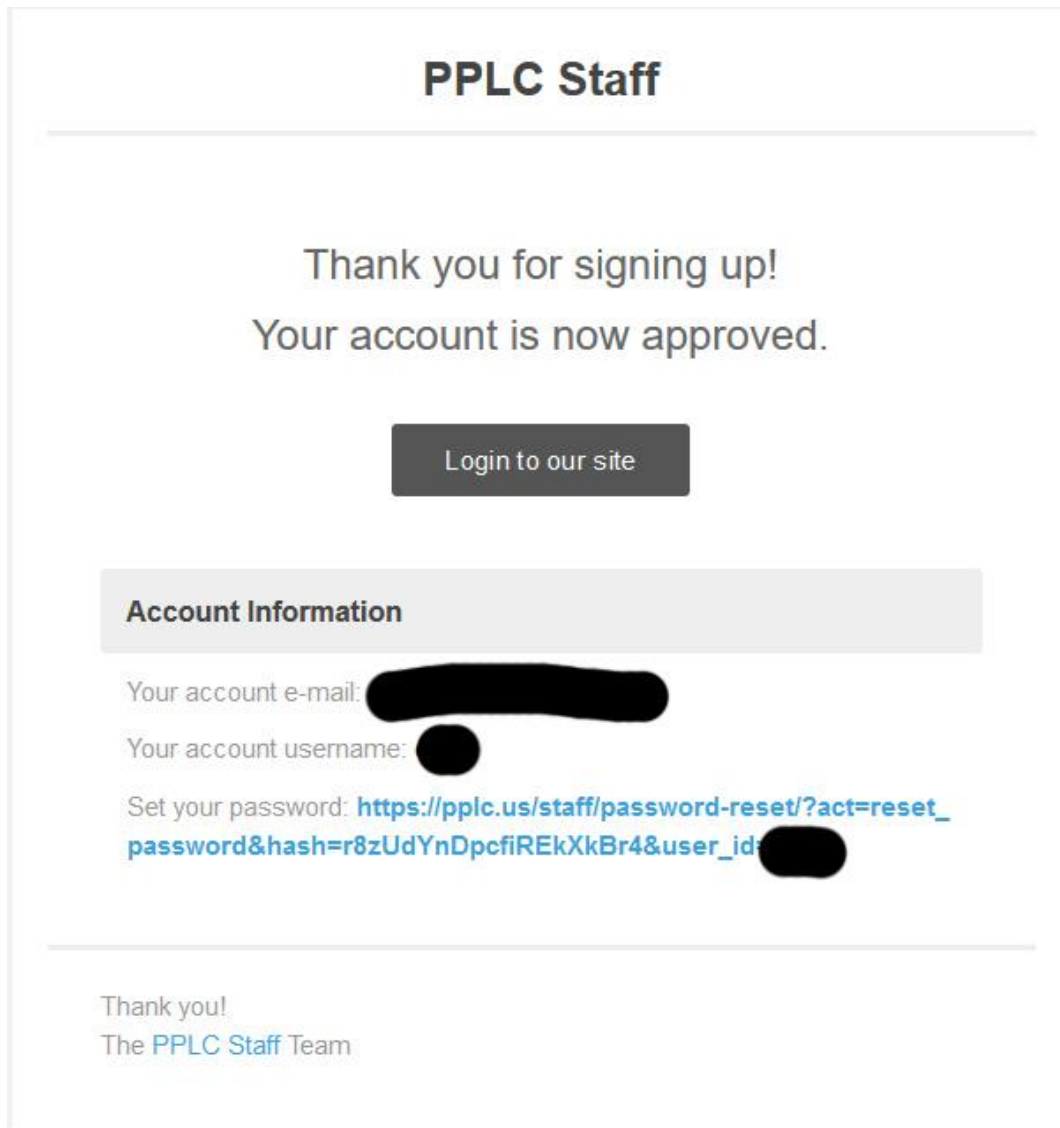 PPLC Staff
Thank you for signing up!
Your account is now approved.
Login to our site
Account Information
Your account e-mail:
Your account username:
Set your password: https://pplc.us/staff/password-reset/?act=reset_
password&hash=r8zUdYnDpcfiREkXkBr4&user_id=
Thank you!
The PPLC Staff Team